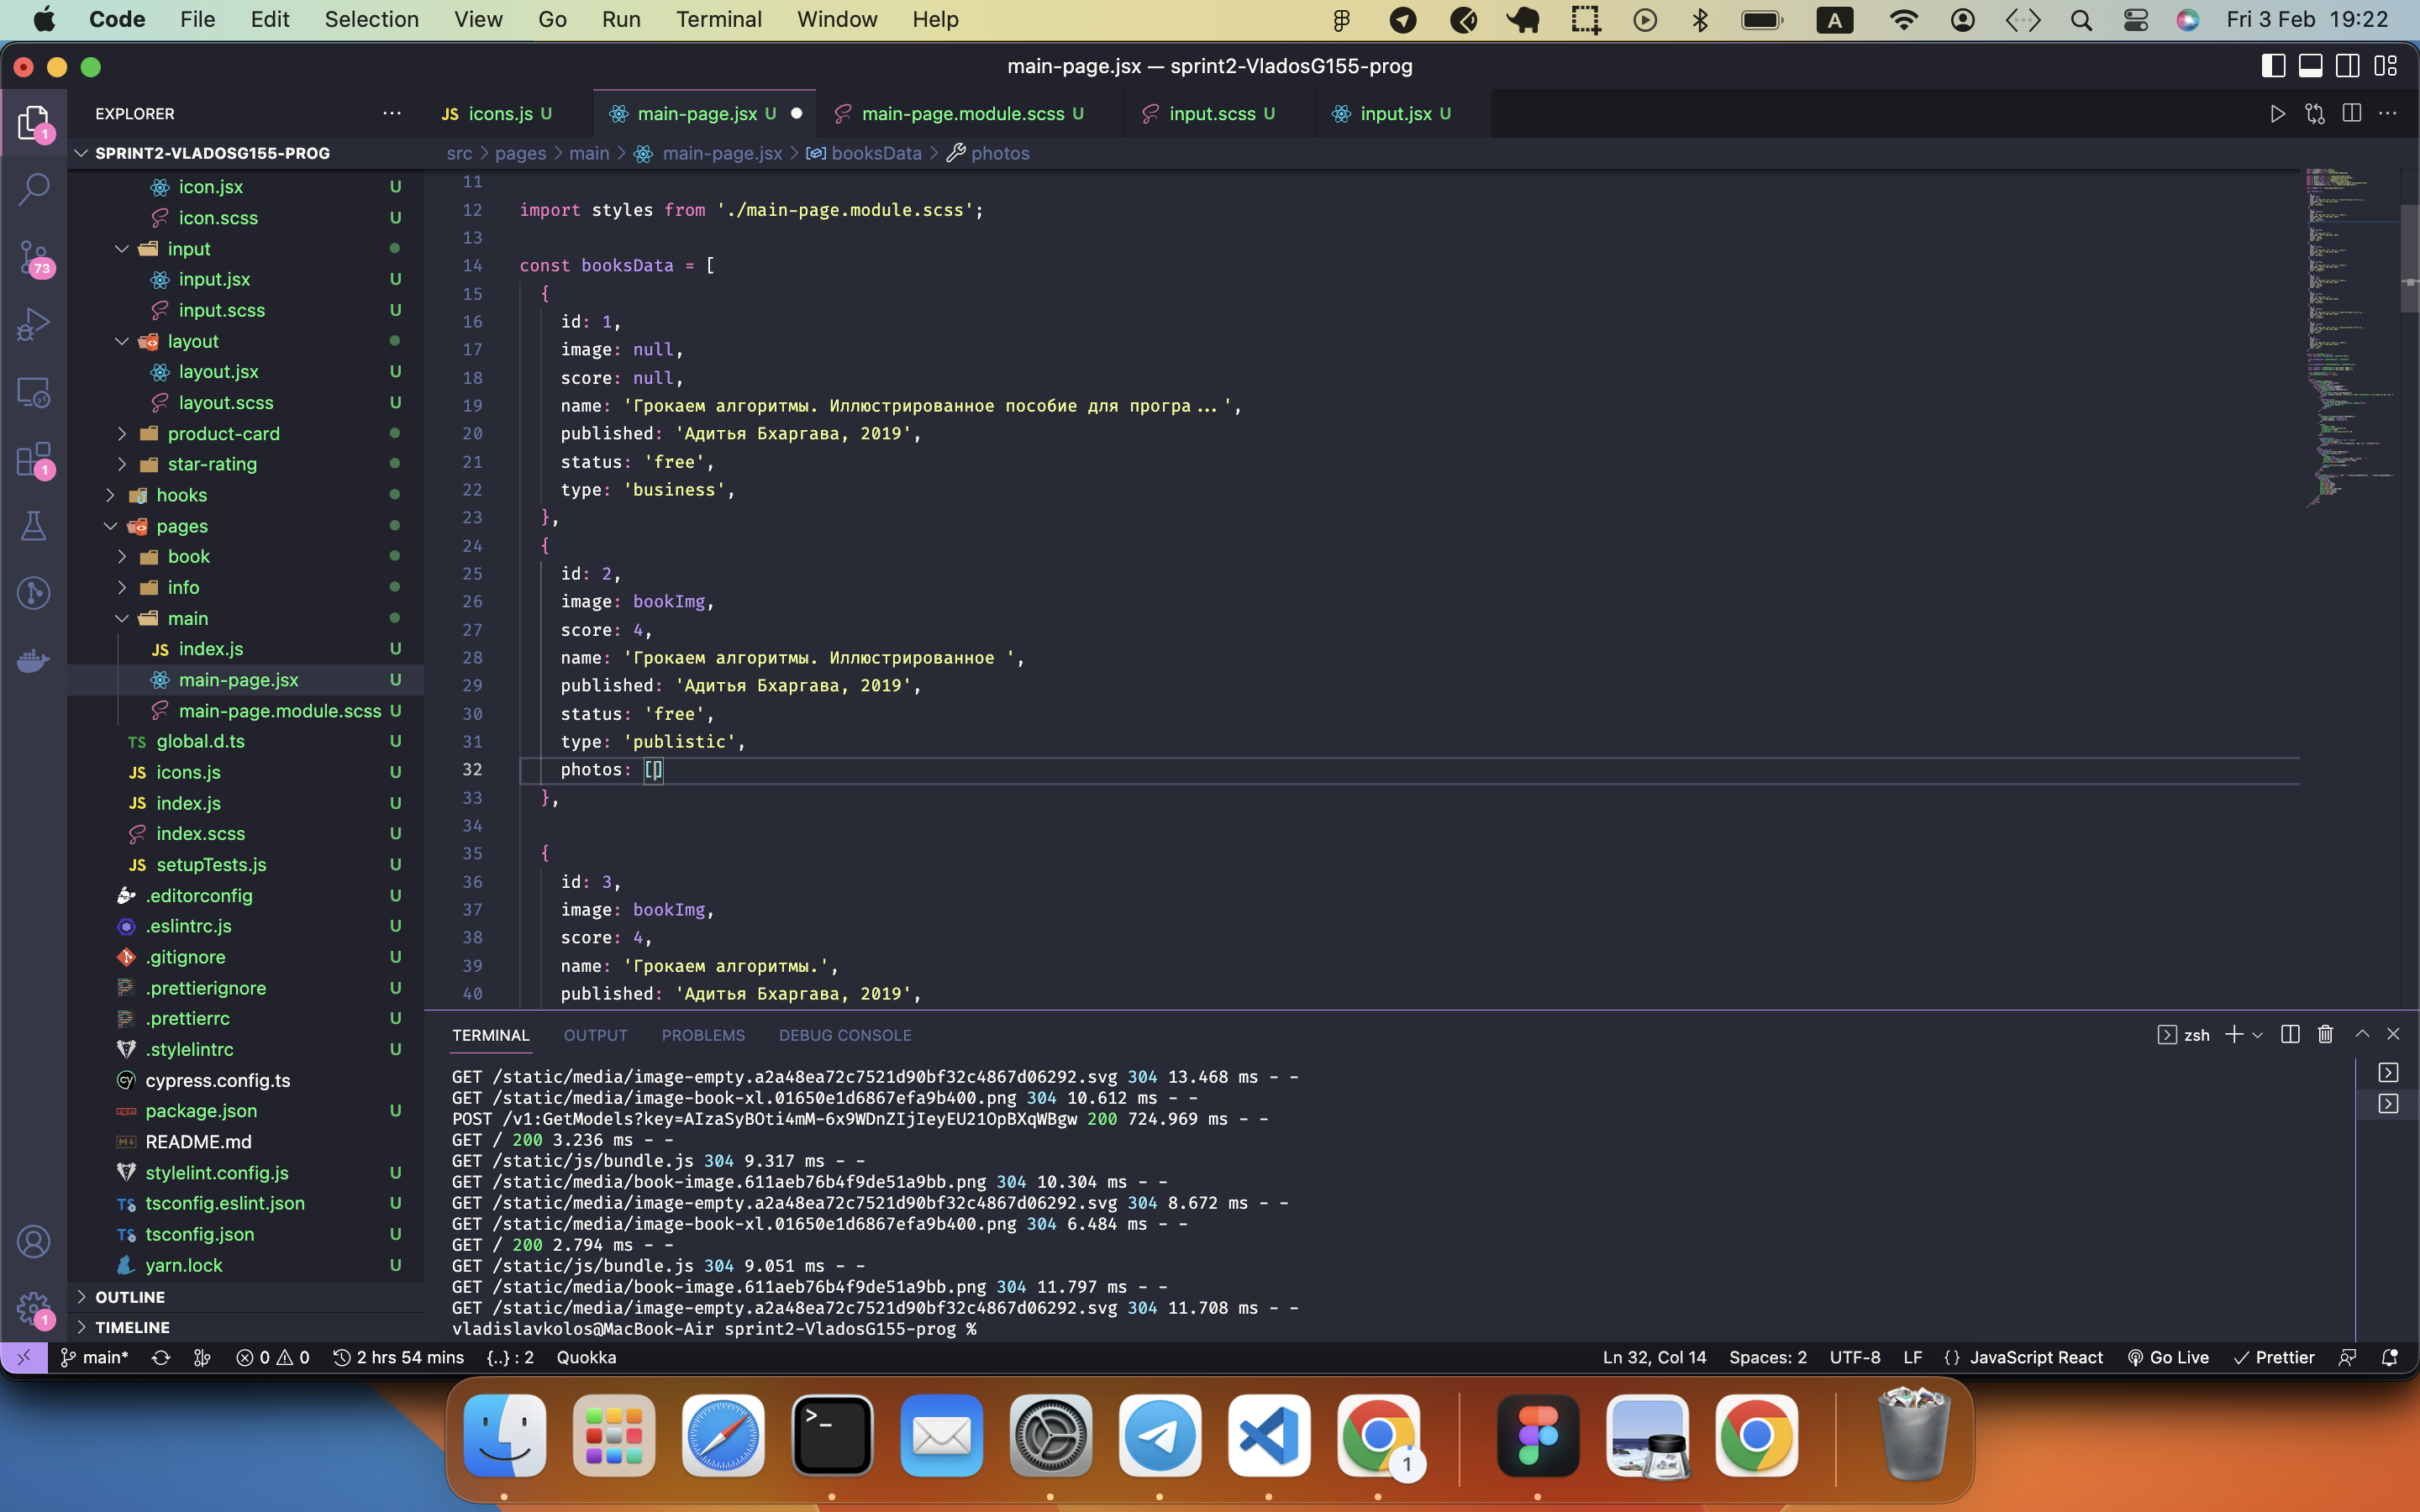 Code File Edit Selection View Go Run Terminal Window Help A Fri 3 Feb 19:22
main-page.jsx — sprint2-VladosG155-prog
EXPLORER
JS icons.js U
main-page.jsx U
main-page.module.scss U
input.scss U
input.jsx U
SPRINT2-VLADOSG155-PROG
src > pages > main > main-page.jsx > booksData > photos
icon.jsx U
icon.scss U
input
input.jsx U
input.scss U
layout
layout.jsx U
layout.scss U
product-card
star-rating
hooks
pages
book
info
main
JS index.js U
main-page.jsx U
main-page.module.scss U
TS global.d.ts U
JS icons.js U
JS index.js U
index.scss U
JS setupTests.js U
.editorconfig U
.eslintrc.js U
.gitignore U
.prettierignore U
.prettierrc U
.stylelintrc U
cypress.config.ts
package.json U
README.md
stylelint.config.js U
tsconfig.eslint.json U
tsconfig.json U
yarn.lock U
OUTLINE
TIMELINE
1
73
1
1
11
12 import styles from './main-page.module.scss';
13
14 const booksData = [
15 {
16 id: 1,
17 image: null,
18 score: null,
19 name: 'Грокаем алгоритмы. Иллюстрированное пособие для програ...',
20 published: 'Адитья Бхаргава, 2019',
21 status: 'free',
22 type: 'business',
23 },
24 {
25 id: 2,
26 image: bookImg,
27 score: 4,
28 name: 'Грокаем алгоритмы. Иллюстрированное ',
29 published: 'Адитья Бхаргава, 2019',
30 status: 'free',
31 type: 'publistic',
32 photos: []
33 },
34
35 {
36 id: 3,
37 image: bookImg,
38 score: 4,
39 name: 'Грокаем алгоритмы.',
40 published: 'Адитья Бхаргава, 2019',
TERMINAL OUTPUT PROBLEMS DEBUG CONSOLE zsh
GET /static/media/image-empty.a2a48ea72c7521d90bf32c4867d06292.svg 304 13.468 ms - -
GET /static/media/image-book-xl.01650e1d6867efa9b400.png 304 10.612 ms - -
POST /v1:GetModels?key=AIzaSyBOti4mM-6x9WDnZIjIeyEU21OpBXqWBgw 200 724.969 ms - -
GET / 200 3.236 ms - -
GET /static/js/bundle.js 304 9.317 ms - -
GET /static/media/book-image.611aeb76b4f9de51a9bb.png 304 10.304 ms - -
GET /static/media/image-empty.a2a48ea72c7521d90bf32c4867d06292.svg 304 8.672 ms - -
GET /static/media/image-book-xl.01650e1d6867efa9b400.png 304 6.484 ms - -
GET / 200 2.794 ms - -
GET /static/js/bundle.js 304 9.051 ms - -
GET /static/media/book-image.611aeb76b4f9de51a9bb.png 304 11.797 ms - -
GET /static/media/image-empty.a2a48ea72c7521d90bf32c4867d06292.svg 304 11.708 ms - -
vladislavkolos@MacBook-Air sprint2-VladosG155-prog %
main* 0 0 2 hrs 54 mins {..} : 2 Quokka Ln 32, Col 14 Spaces: 2 UTF-8 LF {} JavaScript React Go Live Prettier
1